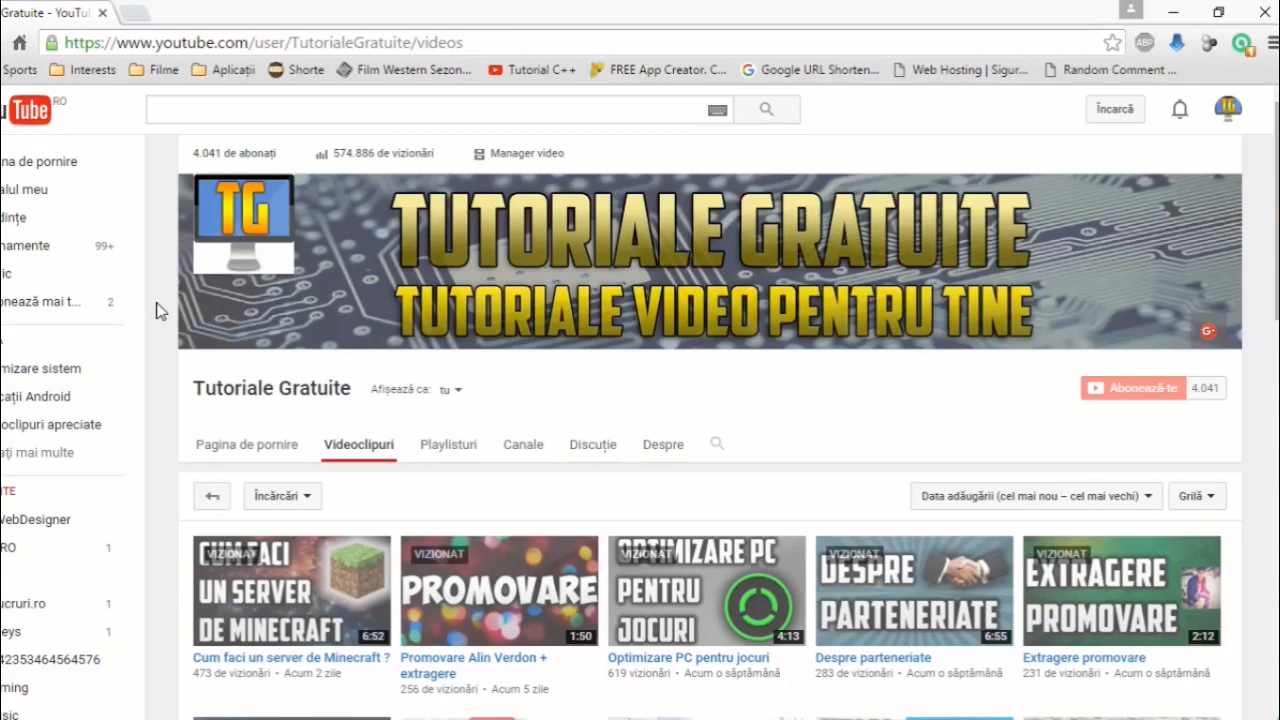 Gratuite - YouTu
https://www.youtube.com/user/TutorialeGratuite/videos
ABP
1
Sports Interests Filme Aplicații Shorte Film Western Sezon... Tutorial C++ FREE App Creator. C... Google URL Shorten... Web Hosting | Sigur... Random Comment ...
Tube RO
Încarcă
TG
na de pornire
alul meu
dințe
namente 99+
ric
onează mai t... 2
mizare sistem
cații Android
oclipuri apreciate
ați mai multe
TE
WebDesigner
RO 1
ucruri.ro 1
eys 1
42353464564576
ming
sic
4.041 de abonați 574.886 de vizionări Manager video
TG
TUTORIALE GRATUITE
TUTORIALE VIDEO PENTRU TINE
G+
Tutoriale Gratuite Afișează ca: tu
Abonează-te 4.041
Pagina de pornire Videoclipuri Playlisturi Canale Discuție Despre
Încărcări Data adăugării (cel mai nou – cel mai vechi) Grilă
VIZIONAT
CUM FACI
UN SERVER
DE MINECRAFT
6:52
Cum faci un server de Minecraft ?
473 de vizionări • Acum 2 zile
VIZIONAT
PROMOVARE
1:50
Promovare Alin Verdon +
extragere
256 de vizionări • Acum 5 zile
VIZIONAT
OPTIMIZARE PC
PENTRU
JOCURI
4:13
Optimizare PC pentru jocuri
619 vizionări • Acum o săptămână
VIZIONAT
DESPRE
PARTENERIATE
6:55
Despre parteneriate
283 de vizionări • Acum o săptămână
VIZIONAT
EXTRAGERE
PROMOVARE
2:12
Extragere promovare
231 de vizionări • Acum o săptămână